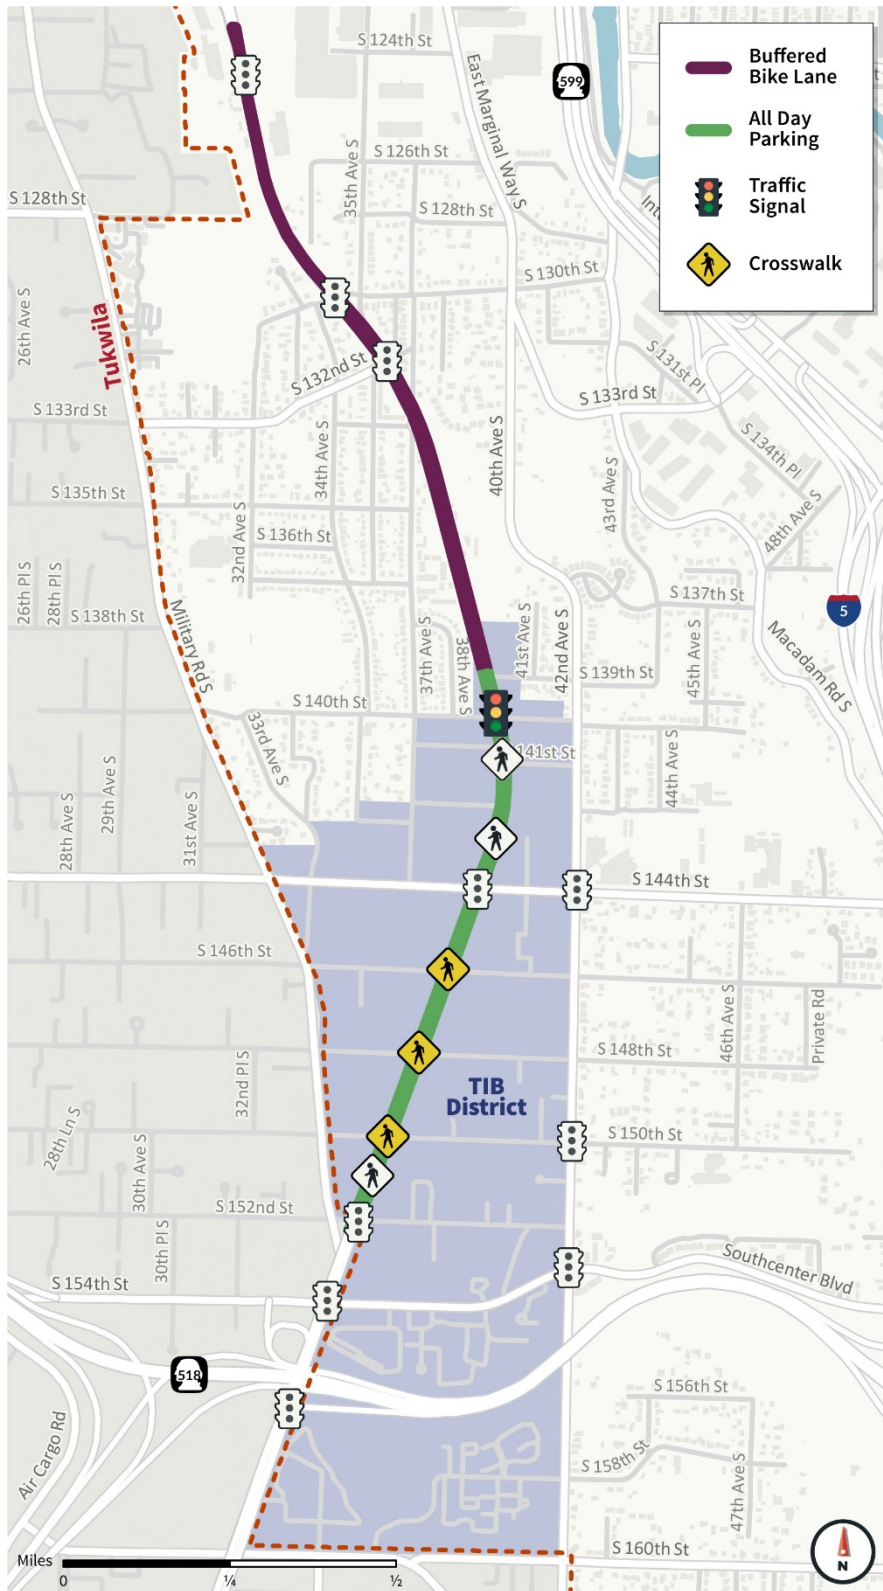 S 124th St
East Marginal Way S
599
Buffered
Bike Lane
All Day
Parking
Traffic
Signal
Crosswalk
35th Ave S
S 126th St
S 128th St
S 128th St
S 130th St
26th Ave S
Tukwila
S 132nd St
S 131st Pl
S 133rd St
S 133rd St
34th Ave S
40th Ave S
S 134th Pl
S 135th St
32nd Ave S
S 136th St
43rd Ave S
48th Ave S
26th Pl S
28th Pl S
S 137th St
5
S 138th St
Military Rd S
37th Ave S
38th Ave S
41st Ave S
42nd Ave S
S 139th St
45th Ave S
Macadam Rd S
S 140th St
33rd Ave S
141st St
44th Ave S
28th Ave S
29th Ave S
31st Ave S
S 144th St
S 146th St
46th Ave S
Private Rd
S 148th St
32nd Pl S
TIB
District
28th Ln S
30th Ave S
S 150th St
S 152nd St
30th Pl S
S 154th St
Southcenter Blvd
518
Air Cargo Rd
S 156th St
S 158th St
47th Ave S
S 160th St
Miles
0
¼
½
N